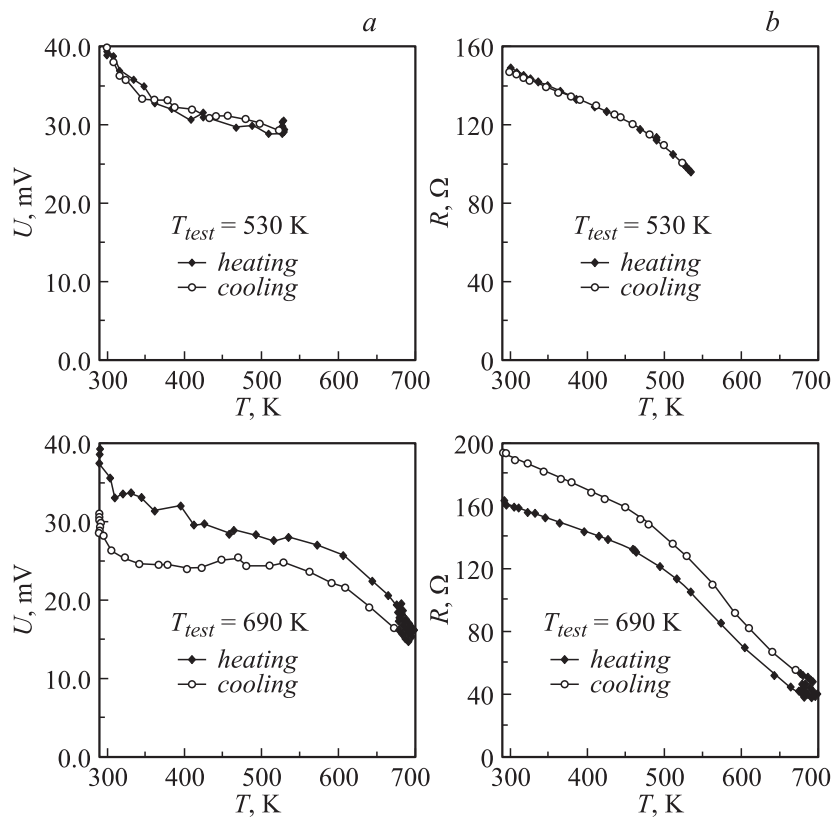 a
b
40.0
30.0
20.0
10.0
0.0
U, mV
T_test = 530 K
heating
cooling
300 400 500 600 700
T, K
160
120
80
40
0
R, Ω
T_test = 530 K
heating
cooling
300 400 500 600 700
T, K
40.0
30.0
20.0
10.0
0.0
U, mV
T_test = 690 K
heating
cooling
300 400 500 600 700
T, K
200
160
120
80
40
0
R, Ω
T_test = 690 K
heating
cooling
300 400 500 600 700
T, K